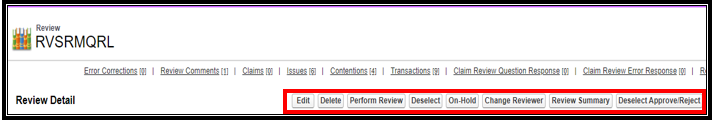 Review
RVSRMQRL
Error Corrections [0] | Review Comments [1] | Claims [0] | Issues [6] | Contentions [4] | Transactions [9] | Claim Review Question Response [0] | Claim Review Error Response [0] | R
Review Detail Edit Delete Perform Review Deselect On-Hold Change Reviewer Review Summary Deselect Approve/Reject